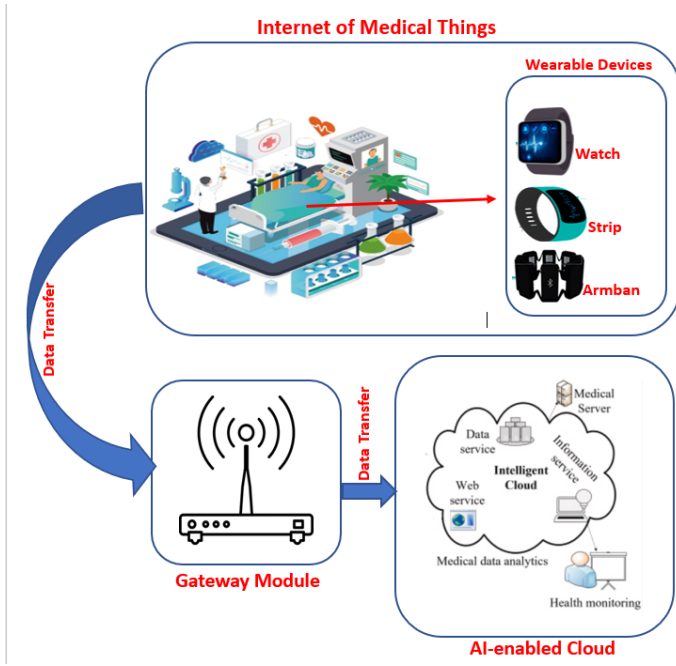 Internet of Medical Things
Wearable Devices
Watch
Strip
Armban
Data Transfer
Data Transfer
Gateway Module
Medical
Server
Data
service
Information
service
Intelligent
Cloud
Web
service
Medical data analytics
Health monitoring
AI-enabled Cloud